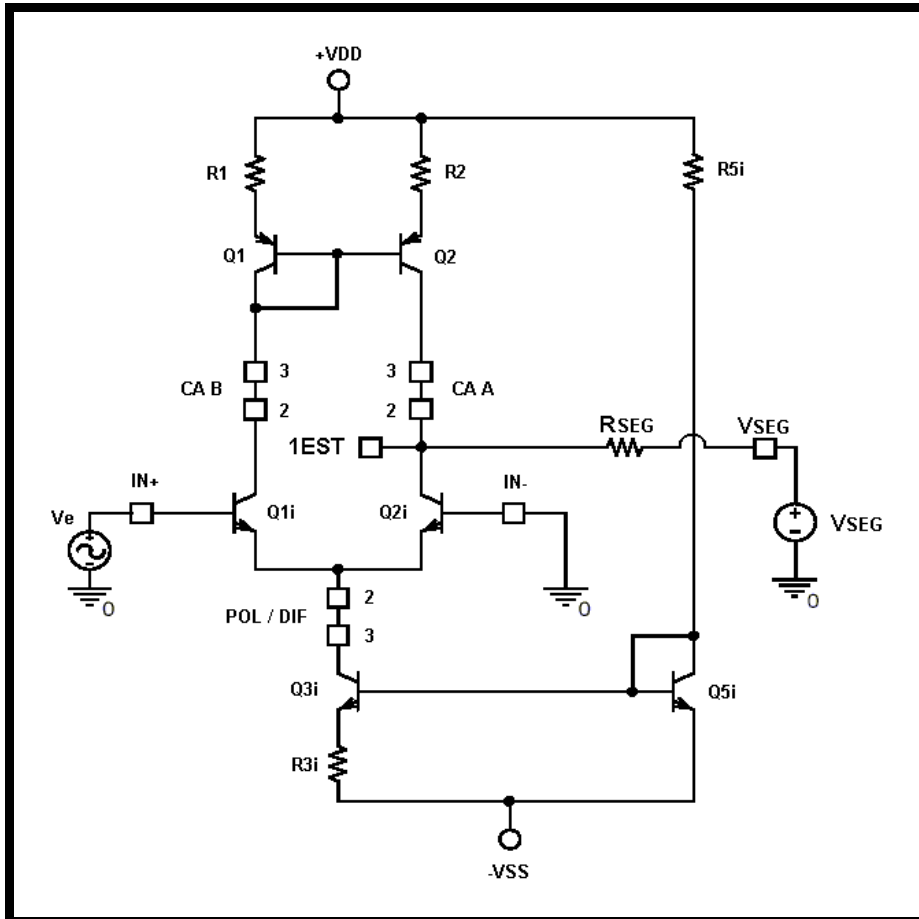 +VDD
R1
R2
R5i
Q1
Q2
3
3
CA B
CA A
2
2
1EST
RSEG
VSEG
IN+
IN-
Ve
Q1i
Q2i
VSEG
0
0
0
2
POL / DIF
3
Q3i
Q5i
R3i
-VSS